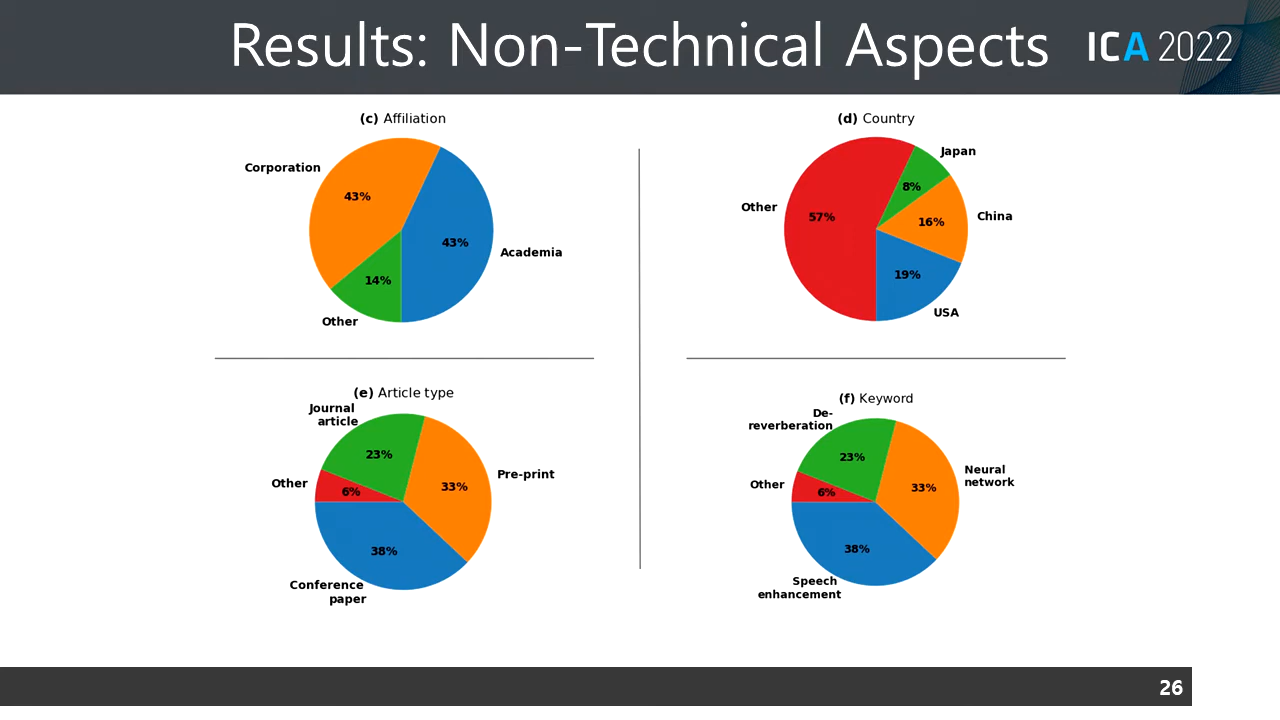 Results: Non-Technical Aspects
ICA 2022
(c) Affiliation
Corporation
43%
43%
Academia
14%
Other
(d) Country
Japan
8%
Other
57%
16%
China
19%
USA
(e) Article type
Journal
article
23%
Pre-print
33%
Other
6%
38%
Conference
paper
(f) Keyword
De-
reverberation
23%
Neural
network
33%
Other
6%
38%
Speech
enhancement
26